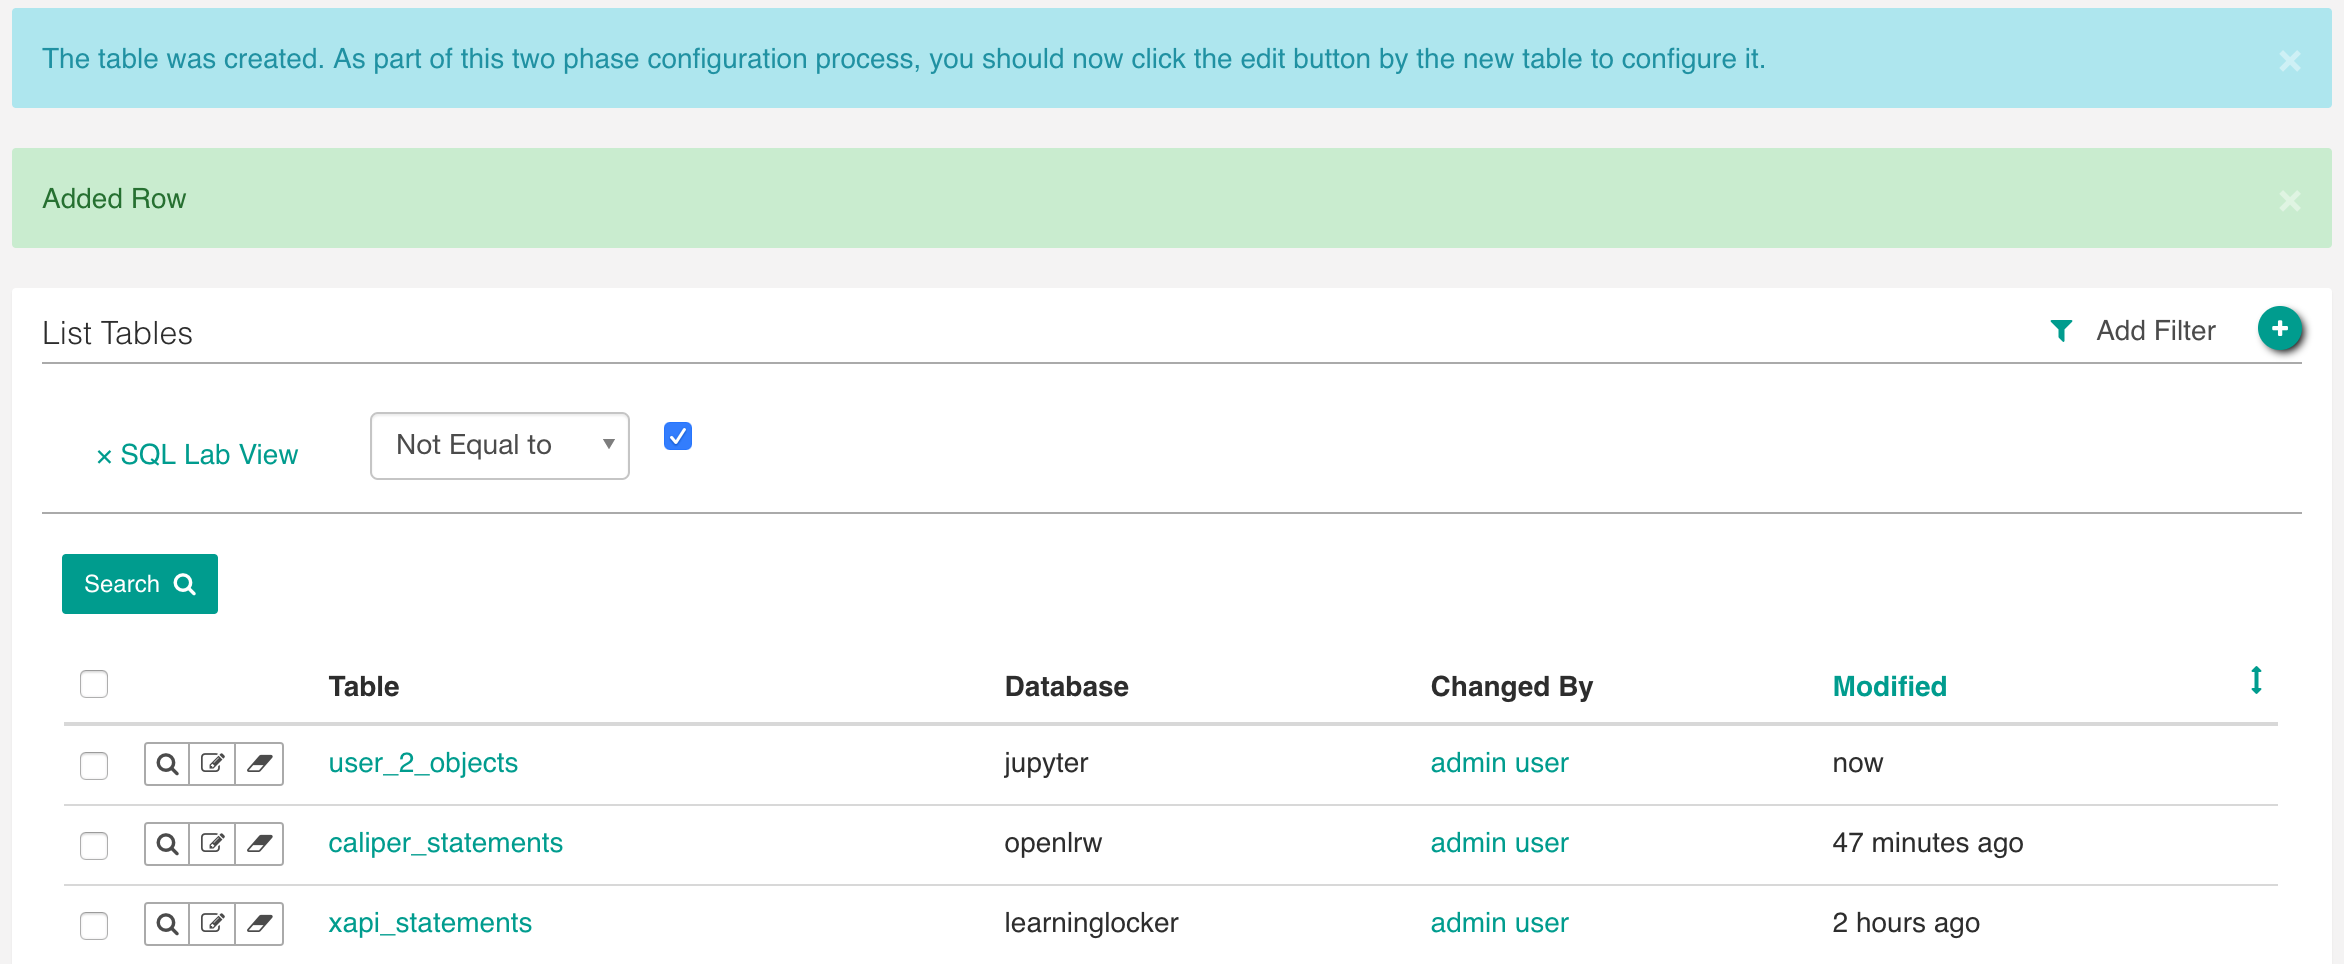 The table was created. As part of this two phase configuration process, you should now click the edit button by the new table to configure it.
Added Row
List Tables Add Filter
× SQL Lab View Not Equal to
Search
Table Database Changed By Modified
user_2_objects jupyter admin user now
caliper_statements openlrw admin user 47 minutes ago
xapi_statements learninglocker admin user 2 hours ago